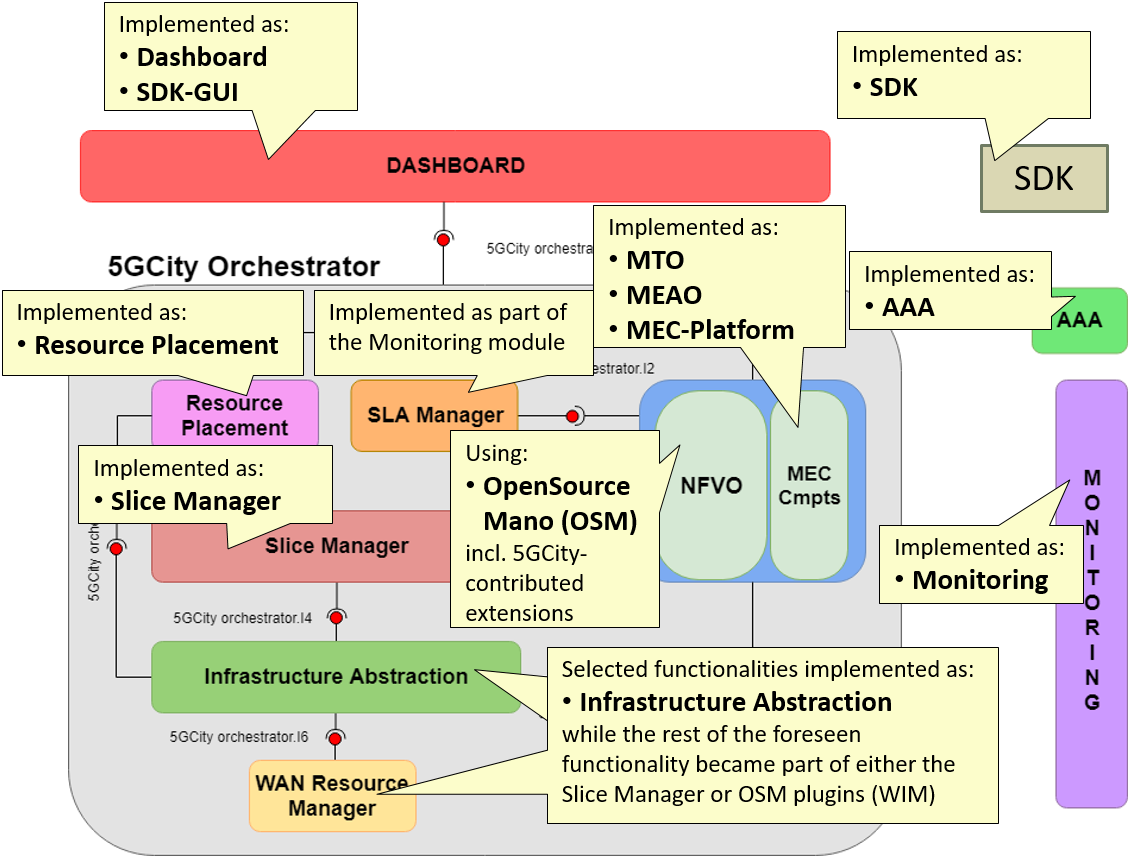 Implemented as:
• Dashboard
• SDK-GUI
Implemented as:
• SDK
DASHBOARD
SDK
5GCity orchestra
Implemented as:
• MTO
• MEAO
• MEC-Platform
5GCity Orchestrator
Implemented as:
• AAA
AAA
Implemented as:
• Resource Placement
Implemented as part of
the Monitoring module
estrator.I2
Resource
Placement
SLA Manager
Implemented as:
• Slice Manager
Using:
• OpenSource
Mano (OSM)
incl. 5GCity-
contributed
extensions
NFVO
MEC
Cmpts
MONITORING
5GCity orche
Slice Manager
Implemented as:
• Monitoring
5GCity orchestrator.I4
Infrastructure Abstraction
Selected functionalities implemented as:
• Infrastructure Abstraction
while the rest of the foreseen
functionality became part of either the
Slice Manager or OSM plugins (WIM)
5GCity orchestrator.I6
WAN Resource
Manager